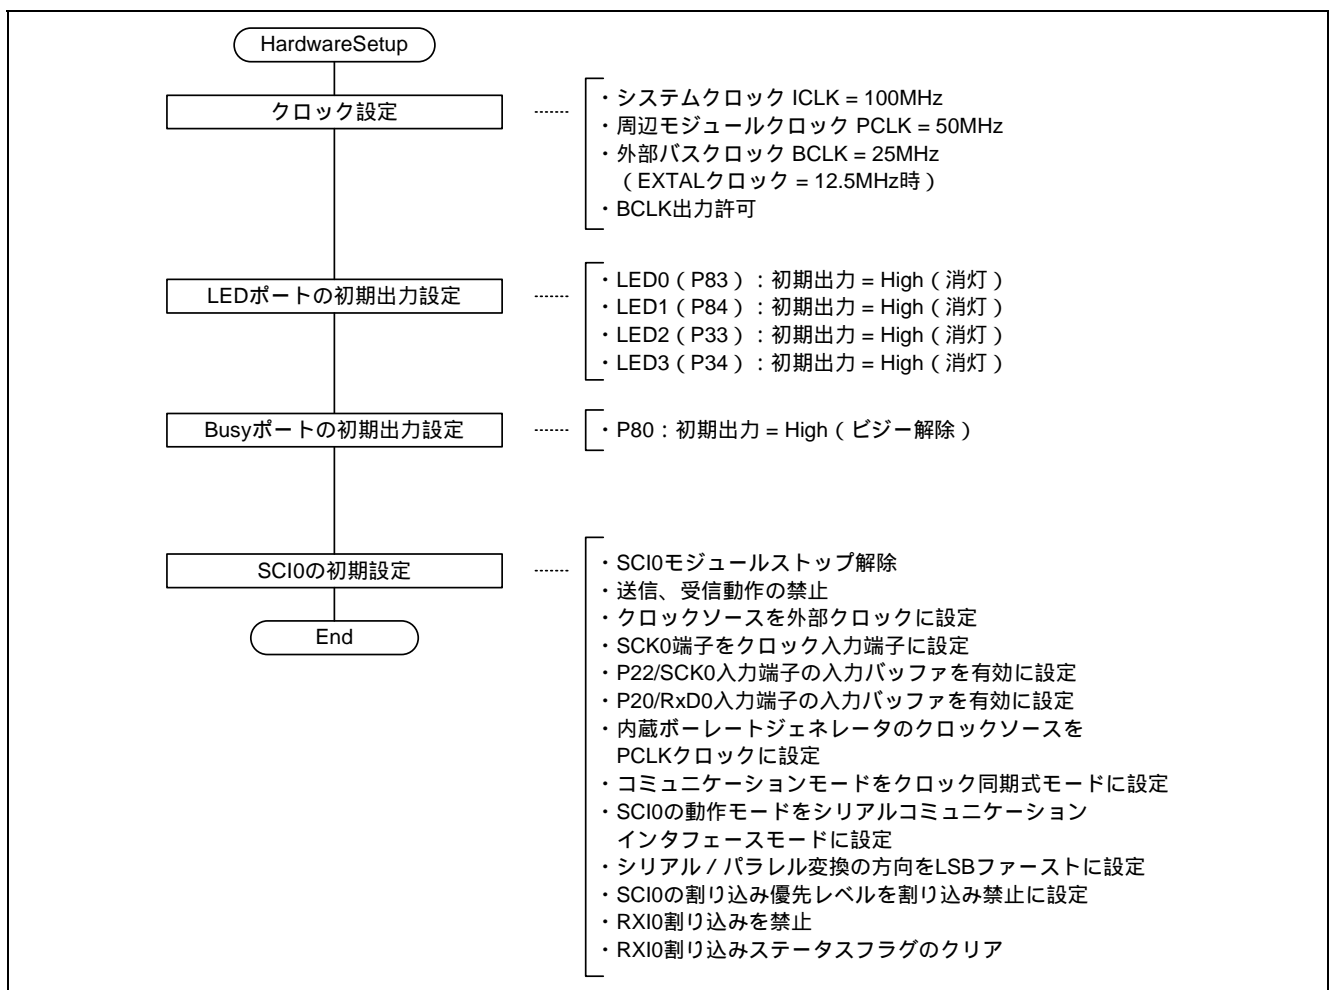 HardwareSetup
クロック設定
・システムクロック ICLK = 100MHz
・周辺モジュールクロック PCLK = 50MHz
・外部バスクロック BCLK = 25MHz
（EXTALクロック = 12.5MHz時）
・BCLK出力許可
LEDポートの初期出力設定
・LED0（P83）：初期出力 = High（消灯）
・LED1（P84）：初期出力 = High（消灯）
・LED2（P33）：初期出力 = High（消灯）
・LED3（P34）：初期出力 = High（消灯）
Busyポートの初期出力設定
・P80：初期出力 = High（ビジー解除）
SCI0の初期設定
・SCI0モジュールストップ解除
・送信、受信動作の禁止
・クロックソースを外部クロックに設定
・SCK0端子をクロック入力端子に設定
・P22/SCK0入力端子の入力バッファを有効に設定
・P20/RxD0入力端子の入力バッファを有効に設定
・内蔵ボーレートジェネレータのクロックソースを
PCLKクロックに設定
・コミュニケーションモードをクロック同期式モードに設定
・SCI0の動作モードをシリアルコミュニケーション
インタフェースモードに設定
・シリアル／パラレル変換の方向をLSBファーストに設定
・SCI0の割り込み優先レベルを割り込み禁止に設定
・RXI0割り込みを禁止
・RXI0割り込みステータスフラグのクリア
End